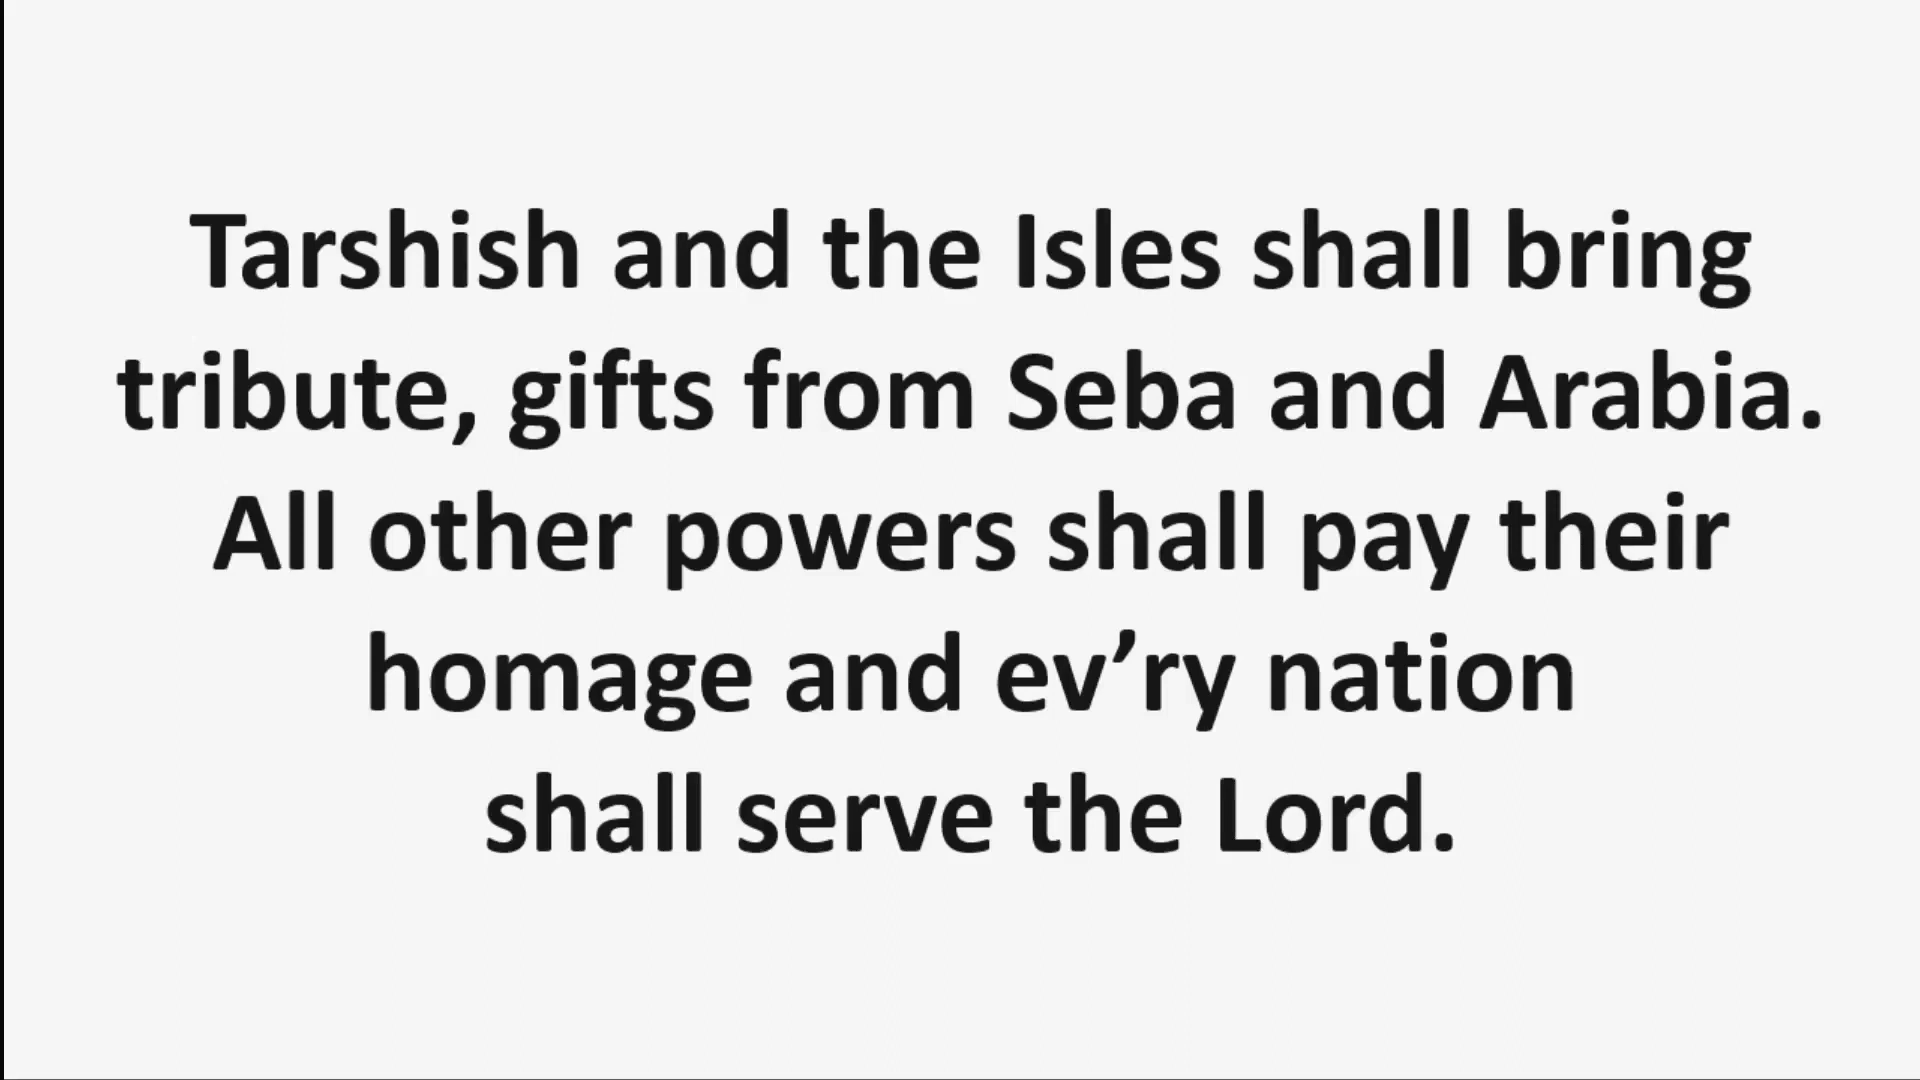 Tarshish and the Isles shall bring
tribute, gifts from Seba and Arabia.
All other powers shall pay their
homage and ev’ry nation
shall serve the Lord.